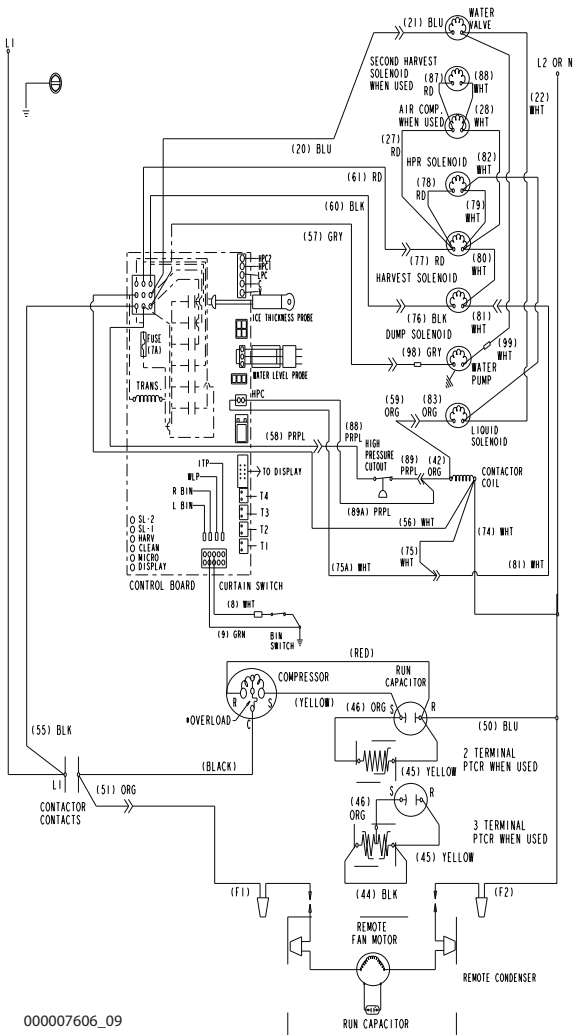 L1
(21) BLU
WATER
VALVE
L2 OR N
SECOND HARVEST
SOLENOID
WHEN USED
(87)
RD
(88)
WHT
AIR COMP.
WHEN USED
(28)
WHT
(22)
WHT
(20) BLU
(27)
RD
(82)
WHT
HPR SOLENOID
(61) RD
(78)
RD
(79)
WHT
(60) BLK
(57) GRY
(77) RD
(80)
WHT
HARVEST SOLENOID
HPC2
HPC1
LPC
C
ICE THICKNESS PROBE
(76) BLK
(81)
WHT
DUMP SOLENOID
(99)
WHT
FUSE
(7A)
(98) GRY
WATER
PUMP
WATER LEVEL PROBE
TRANS.
HPC
(59)
ORG
(83)
ORG
LIQUID
SOLENOID
(58) PRPL
(88)
PRPL
HIGH
PRESSURE
CUTOUT
(89)
PRPL
(42)
ORG
CONTACTOR
COIL
ITP
WLP
R BIN
L BIN
TO DISPLAY
T4
T3
T2
T1
(89A) PRPL
(56) WHT
(74) WHT
(75)
WHT
SL-2
SL-1
HARV
CLEAN
MICRO
DISPLAY
(75A) WHT
(81) WHT
CONTROL BOARD
CURTAIN SWITCH
(8) WHT
(9) GRN
BIN
SWITCH
(RED)
COMPRESSOR
RUN
CAPACITOR
R
S
C
*OVERLOAD
(YELLOW)
(46) ORG
S
R
(50) BLU
(55) BLK
(BLACK)
2 TERMINAL
PTCR WHEN USED
(45) YELLOW
L1
(51) ORG
CONTACTOR
CONTACTS
(46)
ORG
S
R
3 TERMINAL
PTCR WHEN USED
(45) YELLOW
(44) BLK
(F1)
(F2)
REMOTE
FAN MOTOR
REMOTE CONDENSER
RUN CAPACITOR
000007606_09